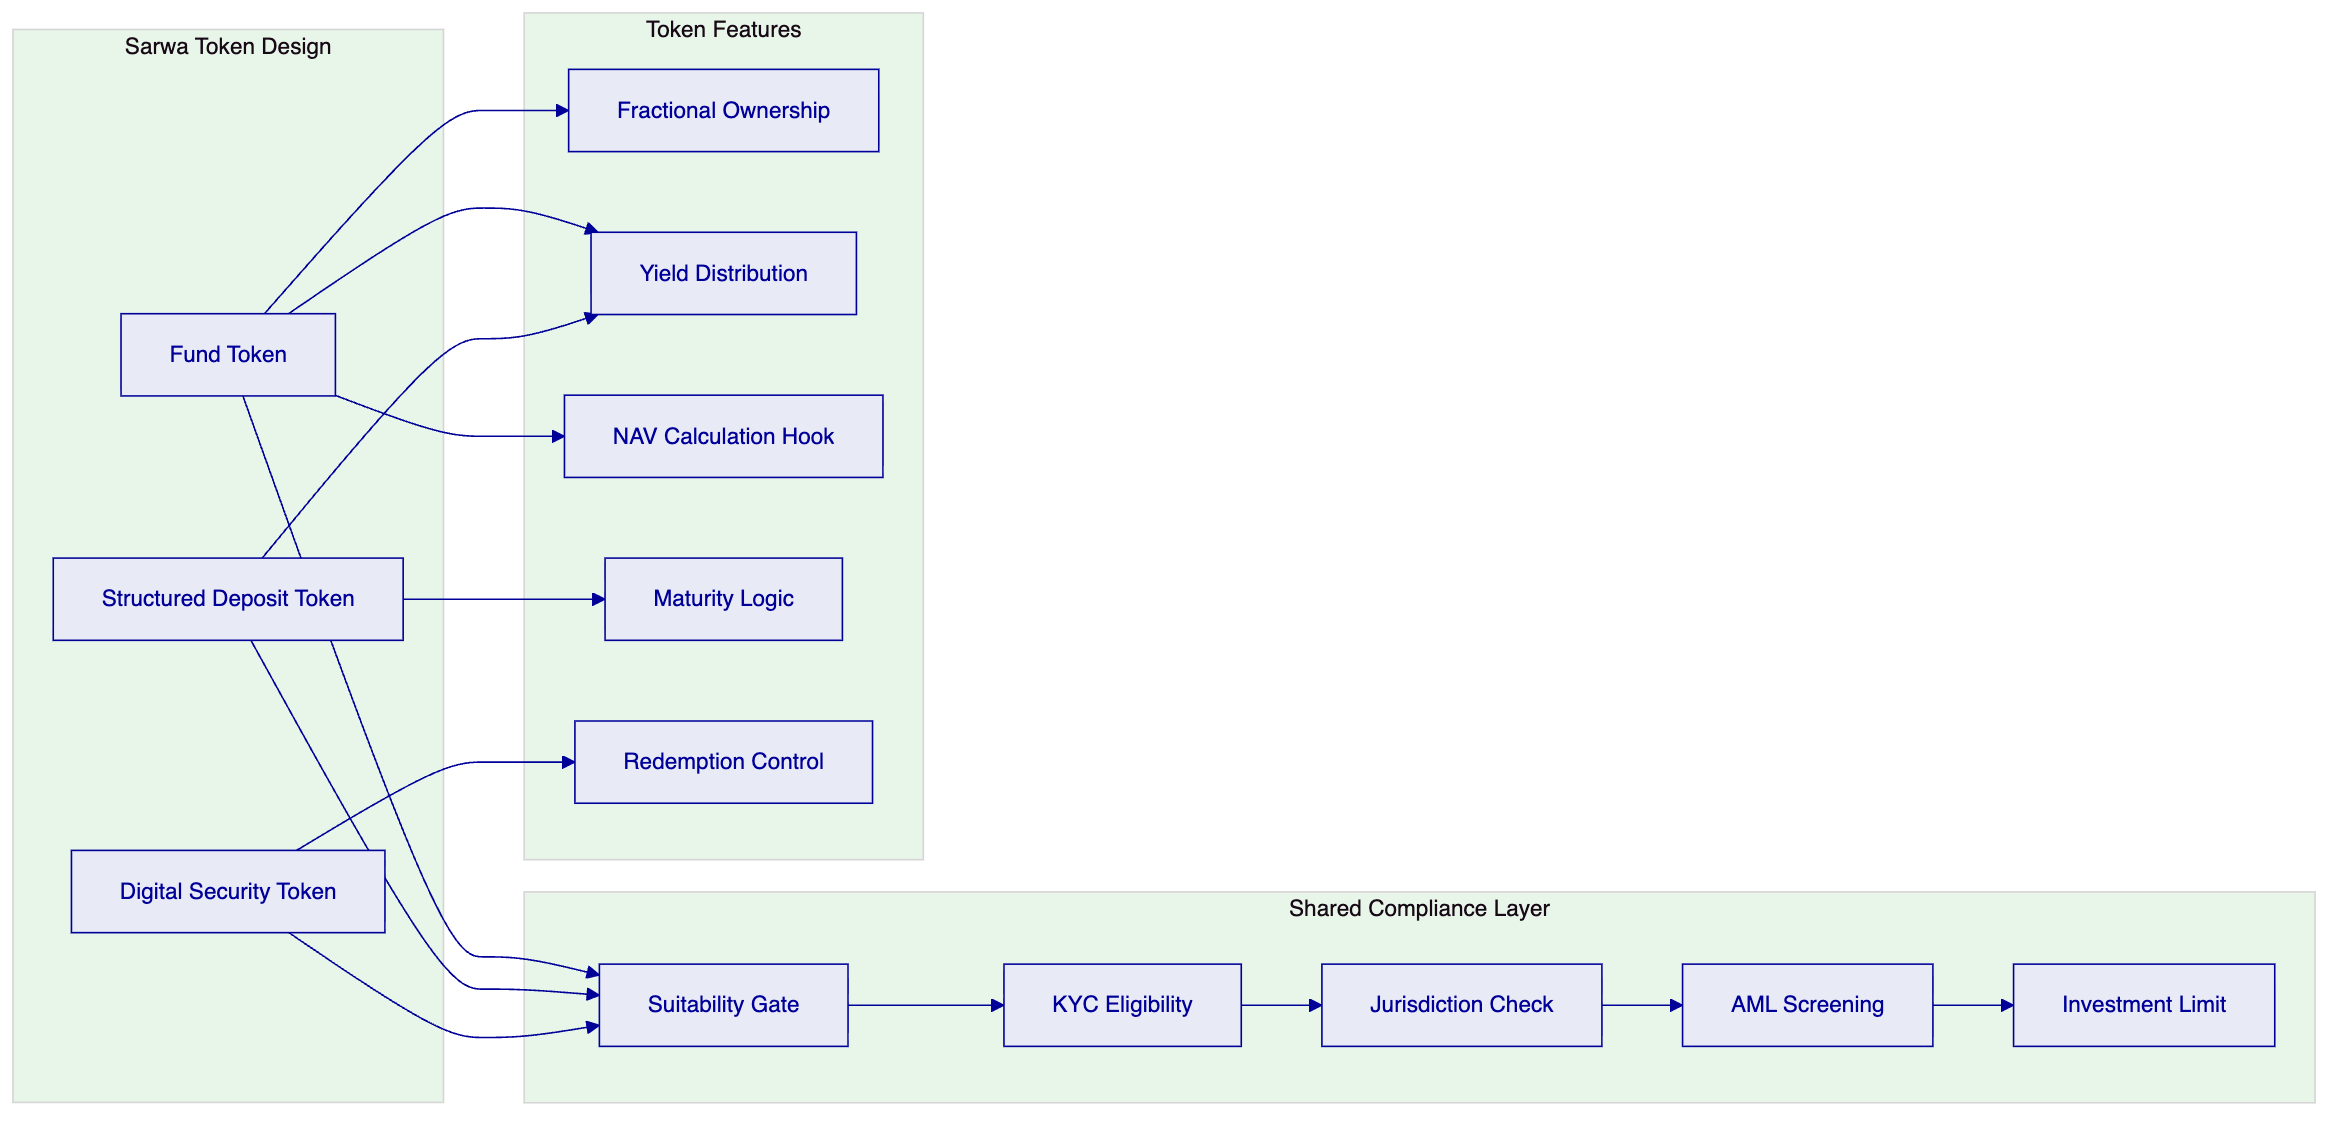 Sarwa Token Design
Fund Token
Structured Deposit Token
Digital Security Token
Token Features
Fractional Ownership
Yield Distribution
NAV Calculation Hook
Maturity Logic
Redemption Control
Shared Compliance Layer
Suitability Gate
KYC Eligibility
Jurisdiction Check
AML Screening
Investment Limit